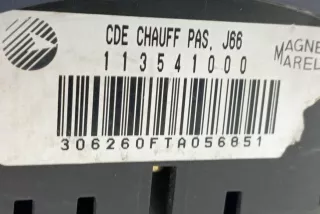 CDE CHAUFF PAS. J66
113541000
MAGNE
MAREL
306260FTA056851